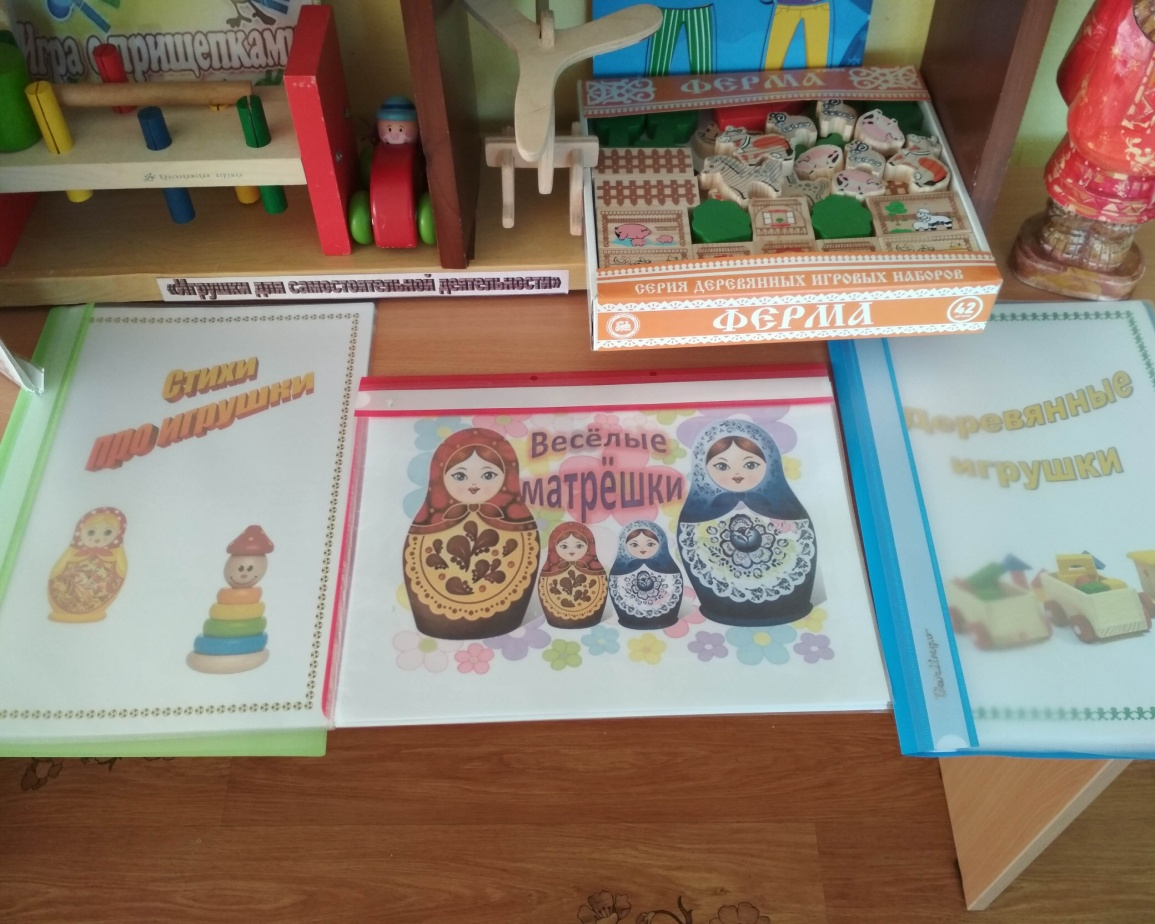 Игра с прищепками
ФЕРМА
«Игрушки для самостоятельной деятельности»
СЕРИЯ ДЕРЕВЯННЫХ ИГРОВЫХ НАБОРОВ
ФЕРМА
42
Стихи
про игрушки
Весёлые
матрёшки
Деревянные
игрушки